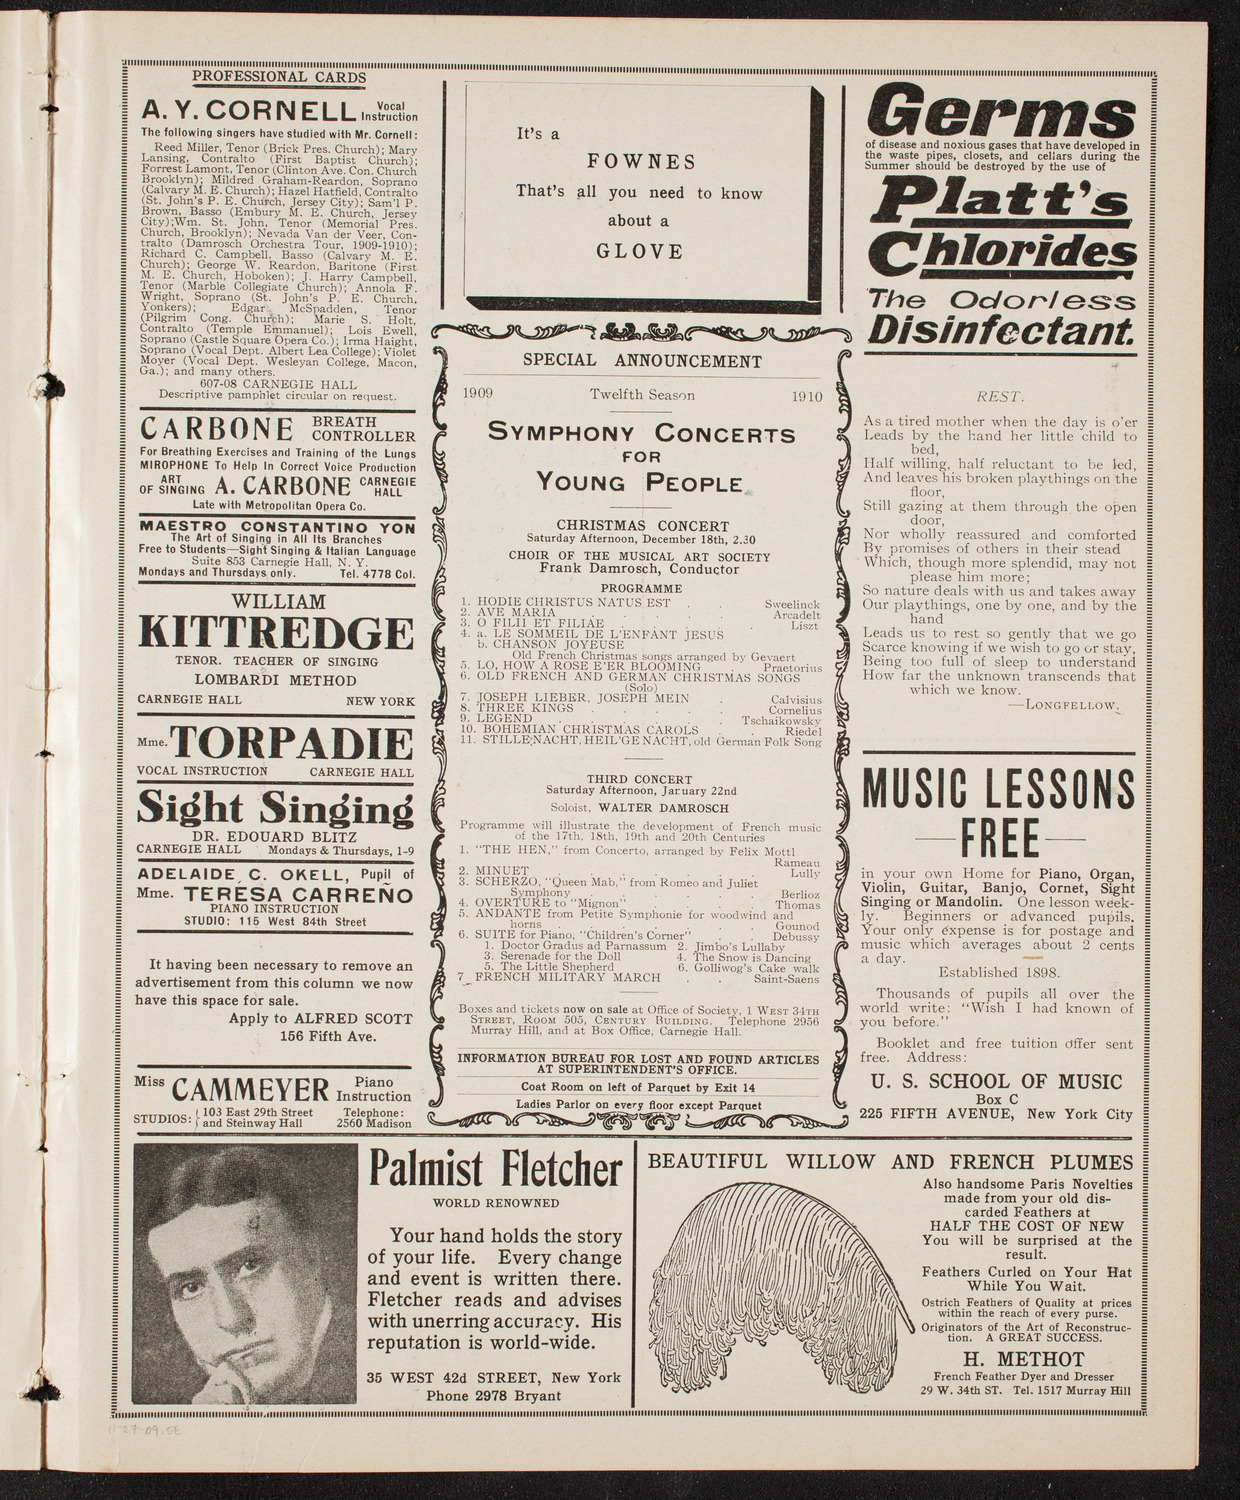 PROFESSIONAL CARDS
A. Y. CORNELL Vocal Instruction
The following singers have studied with Mr. Cornell:
Reed Miller, Tenor (Brick Pres. Church); Mary
Lansing, Contralto (First Baptist Church);
Forrest Lamont, Tenor (Clinton Ave. Con. Church
Brooklyn); Mildred Graham-Reardon, Soprano
(Calvary M. E. Church); Hazel Hatfield, Contralto
(St. John's P. E. Church, Jersey City); Sam'l P.
Brown, Basso (Embury M. E. Church, Jersey
City); Wm. St. John, Tenor (Memorial Pres.
Church, Brooklyn); Nevada Van der Veer, Con-
tralto (Damrosch Orchestra Tour, 1909-1910);
Richard C. Campbell, Basso (Calvary M. E.
Church); George W. Reardon, Baritone (First
M. E. Church, Hoboken); J. Harry Campbell,
Tenor (Marble Collegiate Church); Annola F.
Wright, Soprano (St. John's P. E. Church,
Yonkers); Edgar McSpadden, Tenor
(Pilgrim Cong. Church); Marie S. Holt,
Contralto (Temple Emmanuel); Lois Ewell,
Soprano (Castle Square Opera Co.); Irma Haight,
Soprano (Vocal Dept. Albert Lea College); Violet
Moyer (Vocal Dept. Wesleyan College, Macon,
Ga.); and many others.
607-08 CARNEGIE HALL
Descriptive pamphlet circular on request.
CARBONE BREATH CONTROLLER
For Breathing Exercises and Training of the Lungs
MIROPHONE To Help In Correct Voice Production
ART OF SINGING A. CARBONE CARNEGIE HALL
Late with Metropolitan Opera Co.
MAESTRO CONSTANTINO YON
The Art of Singing in All Its Branches
Free to Students—Sight Singing & Italian Language
Suite 853 Carnegie Hall, N. Y.
Mondays and Thursdays only. Tel. 4778 Col.
WILLIAM
KITTREDGE
TENOR. TEACHER OF SINGING
LOMBARDI METHOD
CARNEGIE HALL NEW YORK
Mme. TORPADIE
VOCAL INSTRUCTION CARNEGIE HALL
Sight Singing
DR. EDOUARD BLITZ
CARNEGIE HALL Mondays & Thursdays, 1-9
ADELAIDE C. OKELL, Pupil of
Mme. TERESA CARREÑO
PIANO INSTRUCTION
STUDIO: 115 West 84th Street
It having been necessary to remove an
advertisement from this column we now
have this space for sale.
Apply to ALFRED SCOTT
156 Fifth Ave.
Miss CAMMEYER Piano Instruction
STUDIOS: { 103 East 29th Street and Steinway Hall Telephone: 2560 Madison
It's a
FOWNES
That's all you need to know
about a
GLOVE
SPECIAL ANNOUNCEMENT
1909 Twelfth Season 1910
SYMPHONY CONCERTS
FOR
YOUNG PEOPLE
CHRISTMAS CONCERT
Saturday Afternoon, December 18th, 2.30
CHOIR OF THE MUSICAL ART SOCIETY
Frank Damrosch, Conductor
PROGRAMME
1. HODIE CHRISTUS NATUS EST . . Sweelinck
2. AVE MARIA . . . . . Arcadelt
3. O FILII ET FILIAE . . . . Liszt
4. a. LE SOMMEIL DE L'ENFANT JESUS
b. CHANSON JOYEUSE
Old French Christmas songs arranged by Gevaert
5. LO, HOW A ROSE E'ER BLOOMING Praetorius
6. OLD FRENCH AND GERMAN CHRISTMAS SONGS
(Solo)
7. JOSEPH LIEBER, JOSEPH MEIN . Calvisius
8. THREE KINGS . . . . . Cornelius
9. LEGEND . . . . . Tschaikowsky
10. BOHEMIAN CHRISTMAS CAROLS . . Riedel
11. STILLE NACHT, HEIL'GE NACHT, old German Folk Song
THIRD CONCERT
Saturday Afternoon, January 22nd
Soloist, WALTER DAMROSCH
Programme will illustrate the development of French music
of the 17th, 18th, 19th and 20th Centuries
1. "THE HEN," from Concerto, arranged by Felix Mottl
Rameau
2. MINUET . . . . . Lully
3. SCHERZO, "Queen Mab," from Romeo and Juliet
Symphony . . . . . Berlioz
4. OVERTURE to "Mignon" . . . . Thomas
5. ANDANTE from Petite Symphonie for woodwind and
horns . . . . . Gounod
6. SUITE for Piano, "Children's Corner" . Debussy
1. Doctor Gradus ad Parnassum 2. Jimbo's Lullaby
3. Serenade for the Doll 4. The Snow is Dancing
5. The Little Shepherd 6. Golliwog's Cake walk
7. FRENCH MILITARY MARCH . . Saint-Saens
Boxes and tickets now on sale at Office of Society, 1 WEST 34TH
STREET, ROOM 505, CENTURY BUILDING. Telephone 2956
Murray Hill, and at Box Office, Carnegie Hall.
INFORMATION BUREAU FOR LOST AND FOUND ARTICLES
AT SUPERINTENDENT'S OFFICE.
Coat Room on left of Parquet by Exit 14
Ladies Parlor on every floor except Parquet
Germs
of disease and noxious gases that have developed in
the waste pipes, closets, and cellars during the
Summer should be destroyed by the use of
Platt's
Chlorides
The Odorless
Disinfectant.
REST.
As a tired mother when the day is o'er
Leads by the hand her little child to
bed,
Half willing, half reluctant to be led,
And leaves his broken playthings on the
floor,
Still gazing at them through the open
door,
Nor wholly reassured and comforted
By promises of others in their stead
Which, though more splendid, may not
please him more;
So nature deals with us and takes away
Our playthings, one by one, and by the
hand
Leads us to rest so gently that we go
Scarce knowing if we wish to go or stay,
Being too full of sleep to understand
How far the unknown transcends that
which we know.
—LONGFELLOW.
MUSIC LESSONS
FREE
in your own Home for Piano, Organ,
Violin, Guitar, Banjo, Cornet, Sight
Singing or Mandolin. One lesson week-
ly. Beginners or advanced pupils.
Your only expense is for postage and
music which averages about 2 cents
a day.
Established 1898.
Thousands of pupils all over the
world write: "Wish I had known of
you before."
Booklet and free tuition offer sent
free. Address:
U. S. SCHOOL OF MUSIC
Box C
225 FIFTH AVENUE, New York City
Palmist Fletcher
WORLD RENOWNED
Your hand holds the story
of your life. Every change
and event is written there.
Fletcher reads and advises
with unerring accuracy. His
reputation is world-wide.
35 WEST 42d STREET, New York
Phone 2978 Bryant
BEAUTIFUL WILLOW AND FRENCH PLUMES
Also handsome Paris Novelties
made from your old dis-
carded Feathers at
HALF THE COST OF NEW
You will be surprised at the
result.
Feathers Curled on Your Hat
While You Wait.
Ostrich Feathers of Quality at prices
within the reach of every purse.
Originators of the Art of Reconstruc-
tion. A GREAT SUCCESS.
H. METHOT
French Feather Dyer and Dresser
29 W. 34th ST. Tel. 1517 Murray Hill
11-27-09.5E